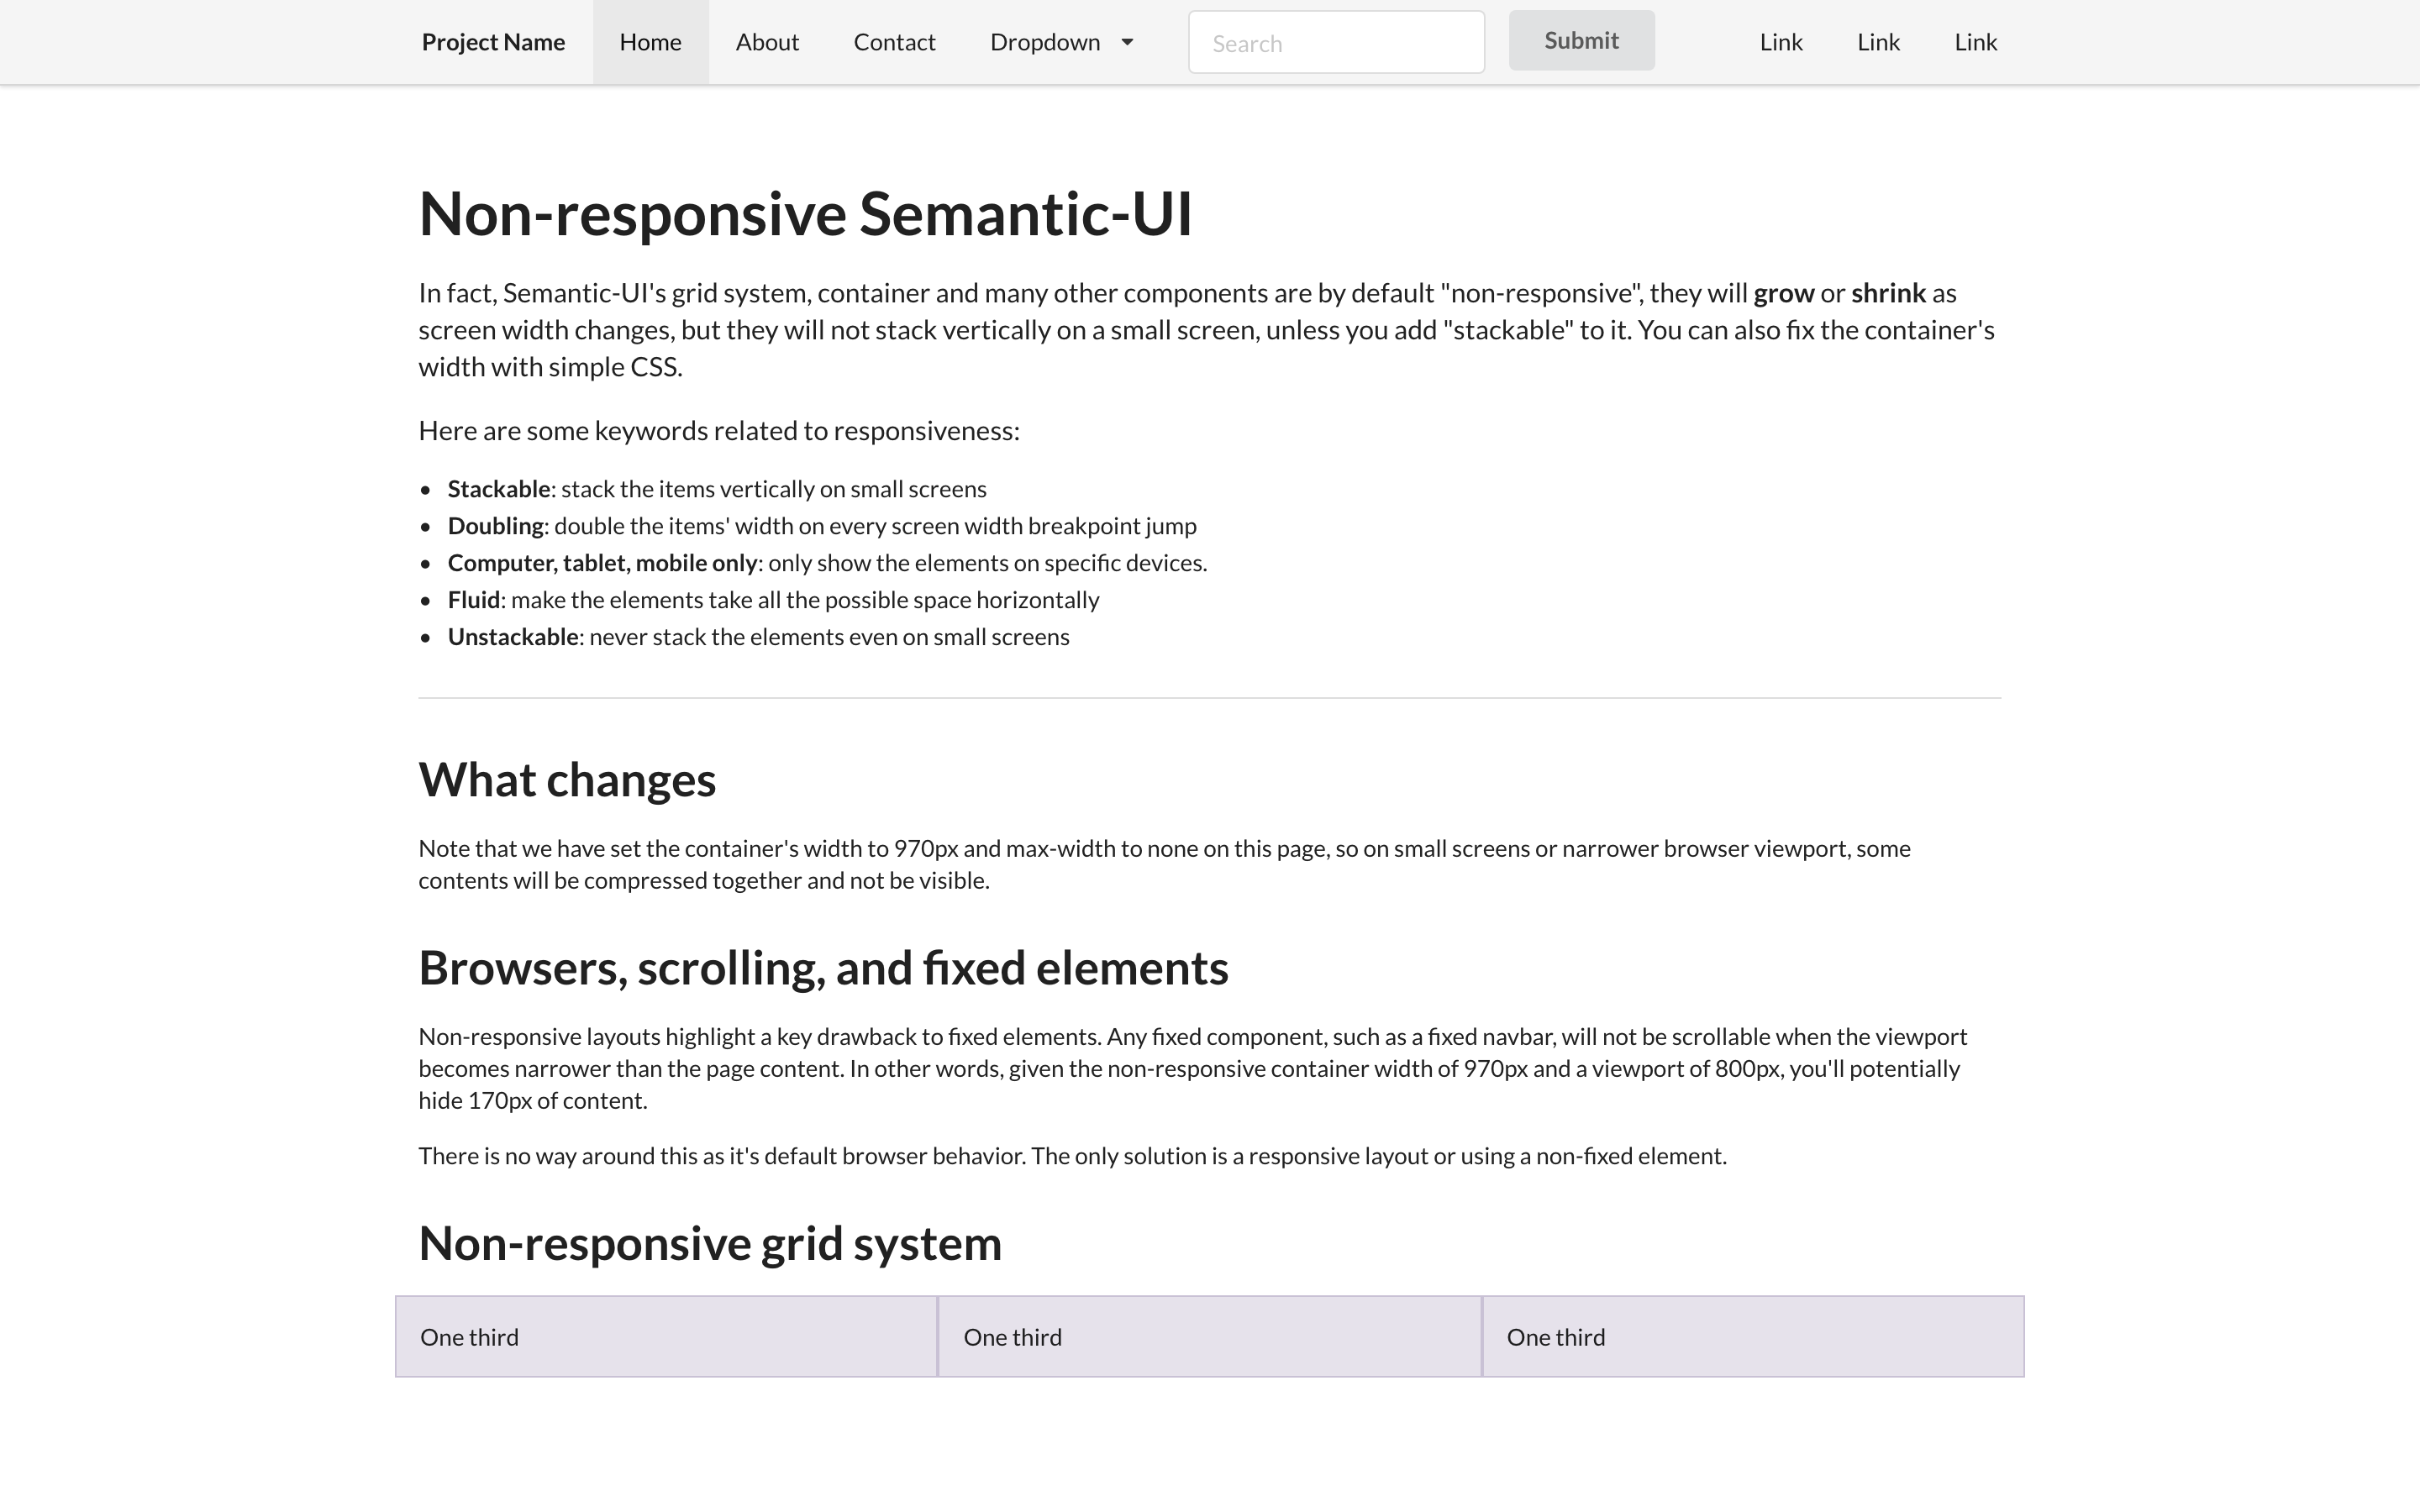 Project Name Home About Contact Dropdown Search Submit Link Link Link
Non-responsive Semantic-UI
In fact, Semantic-UI's grid system, container and many other components are by default "non-responsive", they will grow or shrink as
screen width changes, but they will not stack vertically on a small screen, unless you add "stackable" to it. You can also fix the container's
width with simple CSS.
Here are some keywords related to responsiveness:
• Stackable: stack the items vertically on small screens
• Doubling: double the items' width on every screen width breakpoint jump
• Computer, tablet, mobile only: only show the elements on specific devices.
• Fluid: make the elements take all the possible space horizontally
• Unstackable: never stack the elements even on small screens
What changes
Note that we have set the container's width to 970px and max-width to none on this page, so on small screens or narrower browser viewport, some
contents will be compressed together and not be visible.
Browsers, scrolling, and fixed elements
Non-responsive layouts highlight a key drawback to fixed elements. Any fixed component, such as a fixed navbar, will not be scrollable when the viewport
becomes narrower than the page content. In other words, given the non-responsive container width of 970px and a viewport of 800px, you'll potentially
hide 170px of content.
There is no way around this as it's default browser behavior. The only solution is a responsive layout or using a non-fixed element.
Non-responsive grid system
One third One third One third